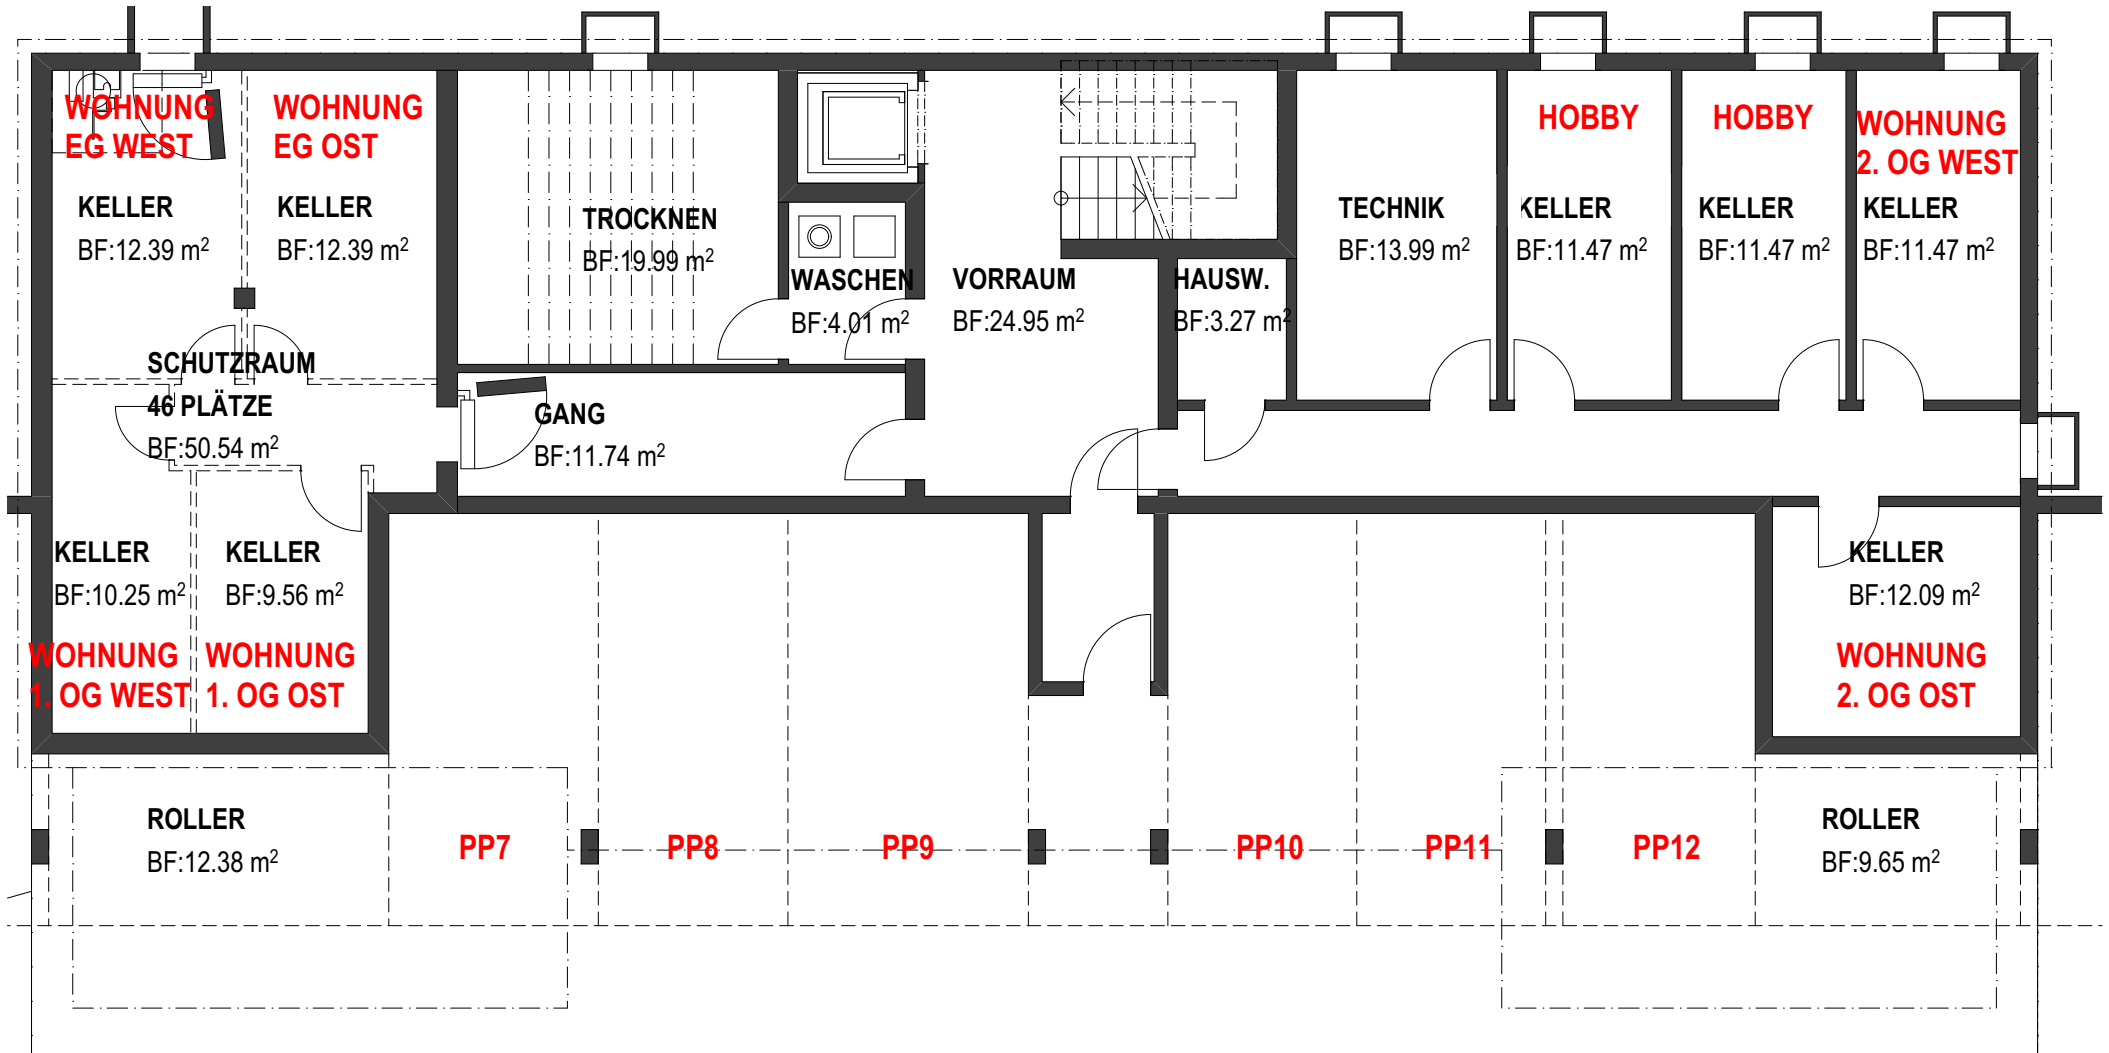 WOHNUNG
EG WEST
KELLER
BF:12.39 m²
WOHNUNG
EG OST
KELLER
BF:12.39 m²
TROCKNEN
BF:19.99 m²
WASCHEN
BF:4.01 m²
VORRAUM
BF:24.95 m²
HAUSW.
BF:3.27 m²
TECHNIK
BF:13.99 m²
HOBBY
KELLER
BF:11.47 m²
HOBBY
KELLER
BF:11.47 m²
WOHNUNG
2. OG WEST
KELLER
BF:11.47 m²
SCHUTZRAUM
46 PLÄTZE
BF:50.54 m²
GANG
BF:11.74 m²
KELLER
BF:10.25 m²
WOHNUNG
1. OG WEST
KELLER
BF:9.56 m²
WOHNUNG
1. OG OST
KELLER
BF:12.09 m²
WOHNUNG
2. OG OST
ROLLER
BF:12.38 m²
PP7
PP8
PP9
PP10
PP11
PP12
ROLLER
BF:9.65 m²